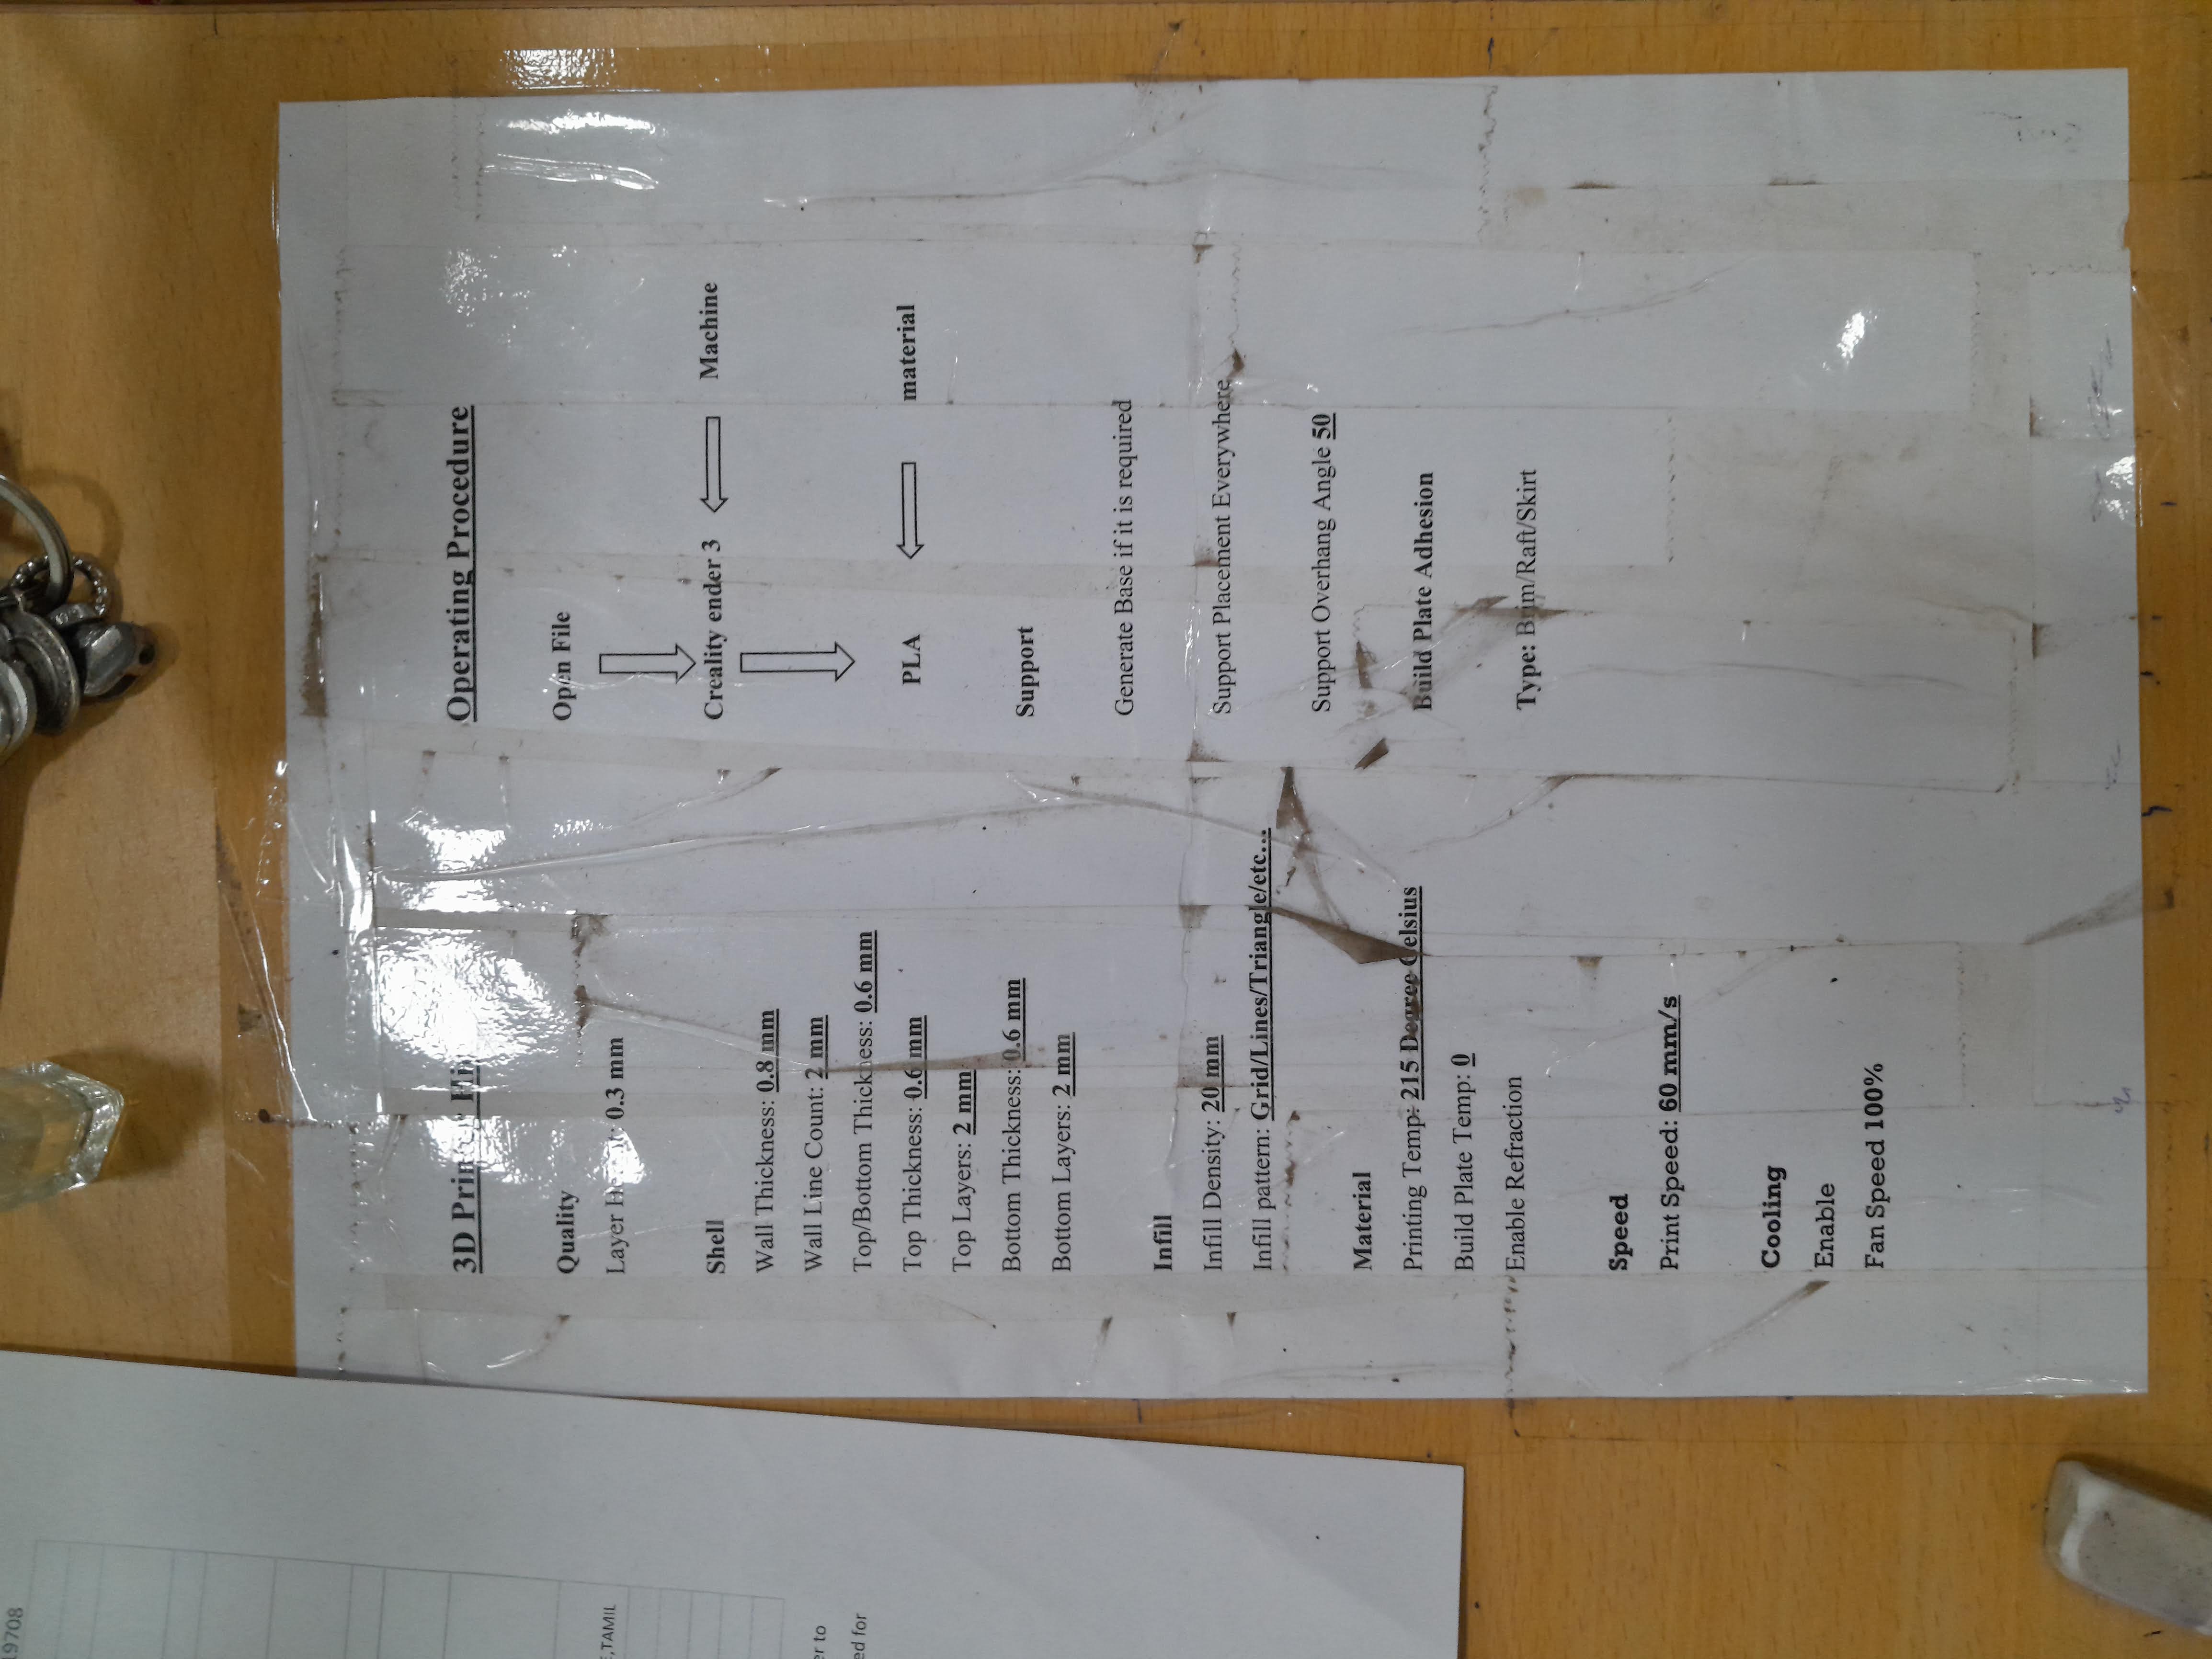 19708
E,TAMIL
er to
ed for
3D Printer
Quality
Layer Height: 0.3 mm
Shell
Wall Thickness: 0.8 mm
Wall Line Count: 2 mm
Top/Bottom Thickness: 0.6 mm
Top Thickness: 0.6 mm
Top Layers: 2 mm
Bottom Thickness: 0.6 mm
Bottom Layers: 2 mm
Infill
Infill Density: 20 mm
Infill pattern: Grid/Lines/Triangle/etc...
Material
Printing Temp: 215 Degree Celsius
Build Plate Temp: 0
Enable Refraction
Speed
Print Speed: 60 mm/s
Cooling
Enable
Fan Speed 100%
Operating Procedure
Open File
Creality ender 3 Machine
PLA material
Support
Generate Base if it is required
Support Placement Everywhere
Support Overhang Angle 50
Build Plate Adhesion
Type: Brim/Raft/Skirt